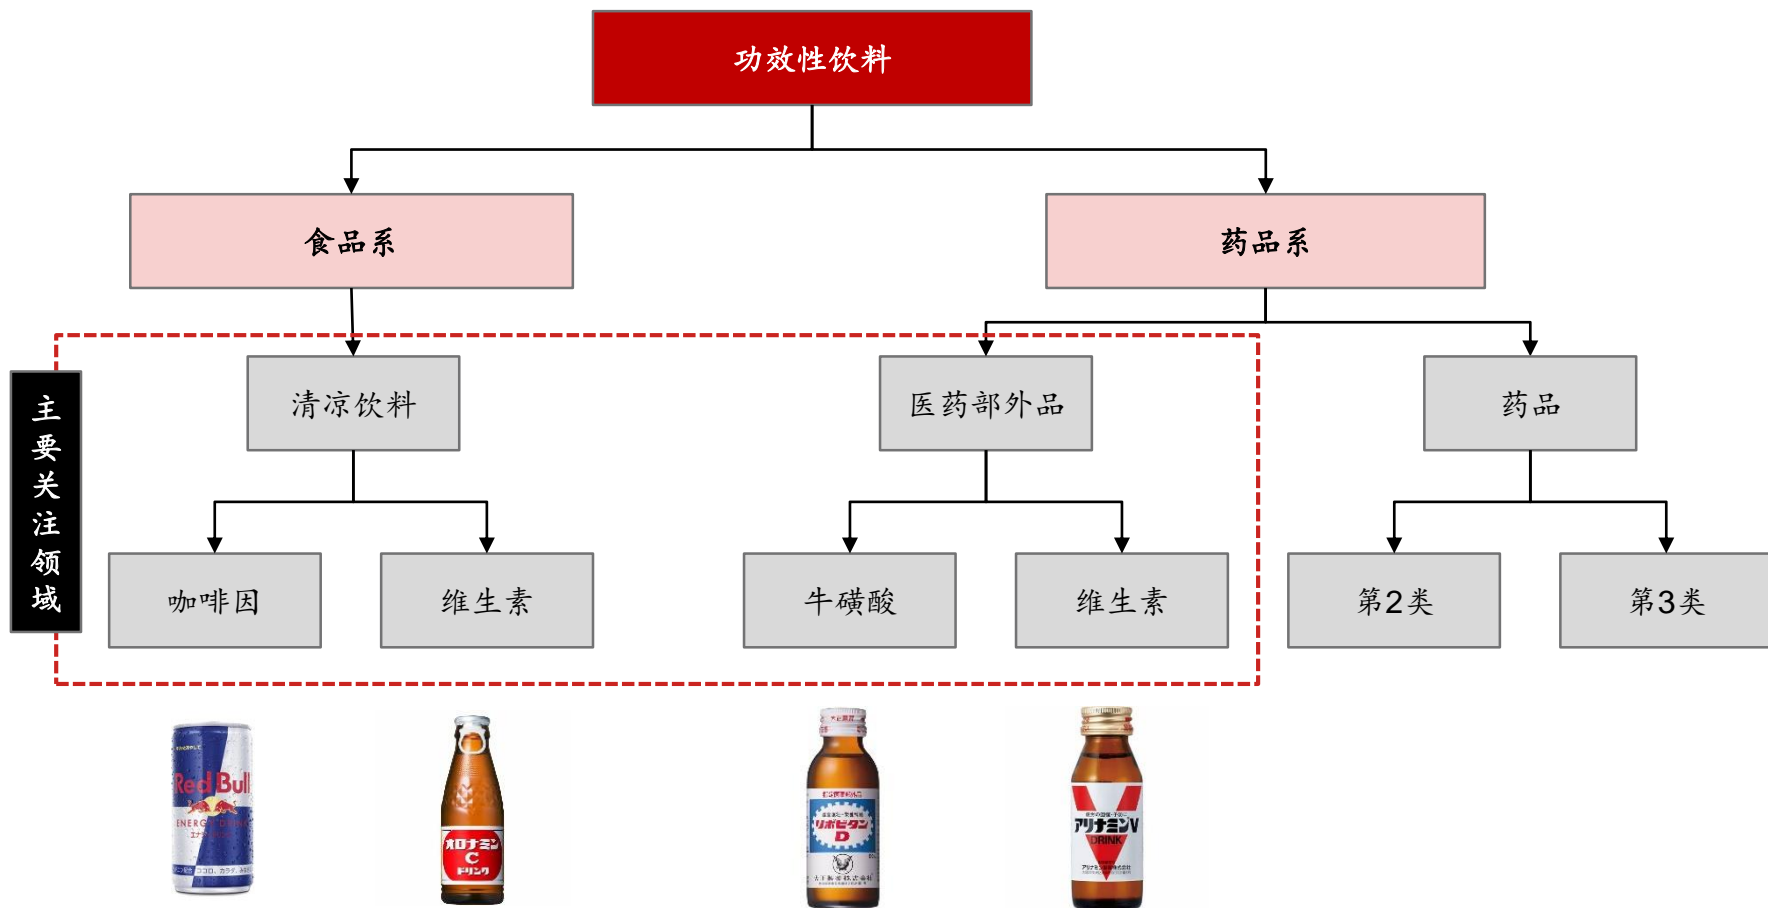 功效性饮料
食品系
药品系
主要关注领域
清凉饮料
医药部外品
药品
咖啡因
维生素
牛磺酸
维生素
第2类
第3类
Red Bull
ENERGY DRINK
オロナミン
C
ドリンク
リポビタン
D
アリナミンV
DRINK